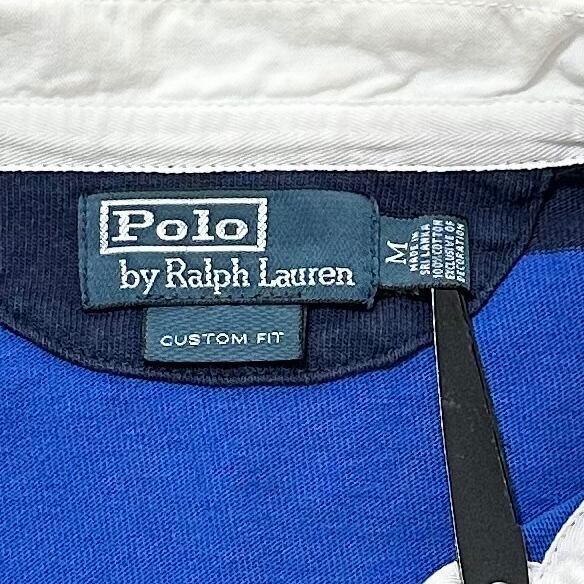 Polo
by Ralph Lauren
CUSTOM FIT
M
MADE IN
SRI LANKA
100% COTTON
EXCLUSIVE OF
DECORATION